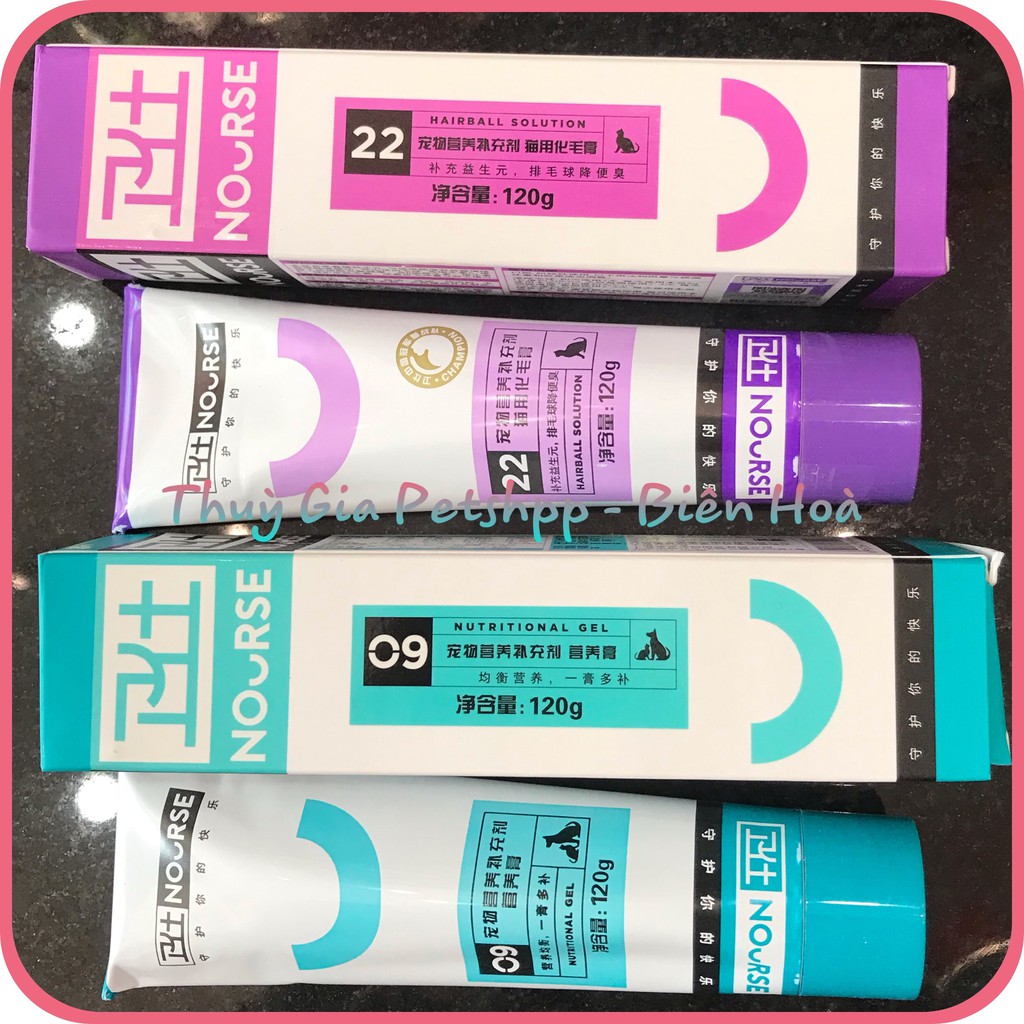 卫仕
NOURSE
22
HAIRBALL SOLUTION
宠物营养补充剂 猫用化毛膏
补充益生元，排毛球降便臭
净含量：120g
守护你的快乐
卫仕 NOURSE
守护你的快乐
CHAMPION
22
宠物营养补充剂
猫用化毛膏
补充益生元，排毛球降便臭
HAIRBALL SOLUTION
净含量：120g
守护你的快乐
卫仕 NOURSE
Thuỳ Gia Petshpp - Biên Hoà
卫仕
NOURSE
09
NUTRITIONAL GEL
宠物营养补充剂 营养膏
均衡营养，一膏多补
净含量：120g
守护你的快乐
卫仕 NOURSE
守护你的快乐
09
宠物营养补充剂
营养膏
营养均衡，一膏多补
NUTRITIONAL GEL
净含量：120g
守护你的快乐
卫仕 NOURSE